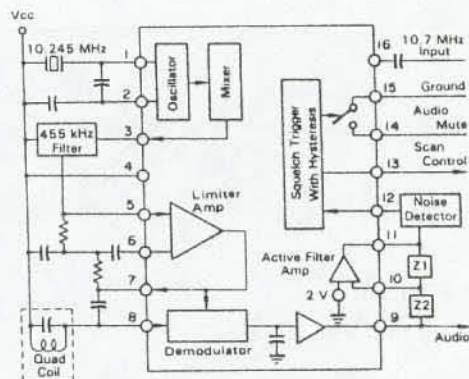 Vcc
10.245 MHz
1
2
Oscillator
Mixer
16
10.7 MHz
Input
15
Ground
Audio
Mute
14
Squelch Trigger
With Hysteresis
13
Scan
Control
455 kHz
Filter
3
4
12
Noise
Detector
5
Limiter
Amp
6
11
Z1
Active Filter
Amp
10
2 V
Z2
7
8
Demodulator
9
Audio
Quad
Coil